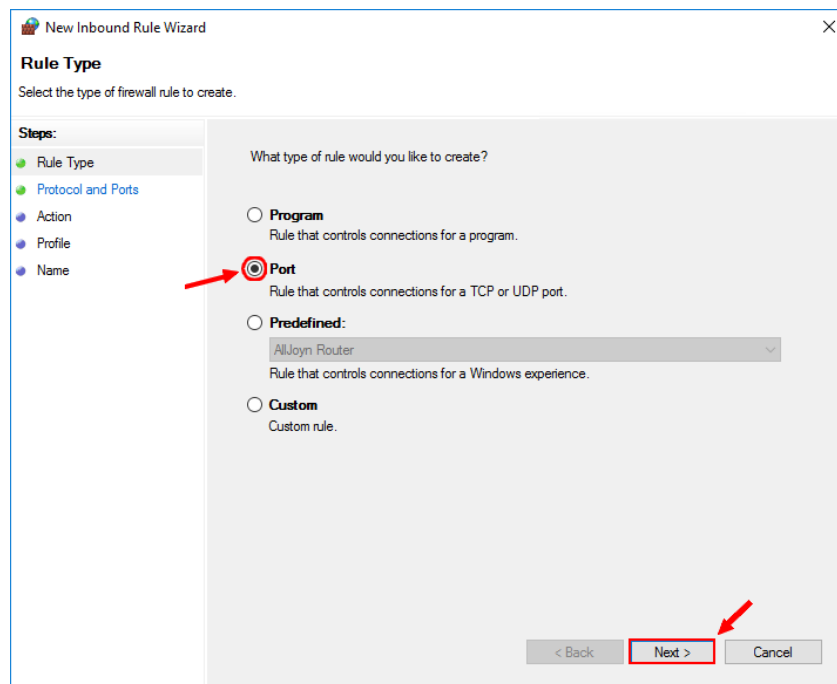 New Inbound Rule Wizard
Rule Type
Select the type of firewall rule to create.
Steps:
Rule Type
Protocol and Ports
Action
Profile
Name
What type of rule would you like to create?
Program
Rule that controls connections for a program.
Port
Rule that controls connections for a TCP or UDP port.
Predefined:
AllJoyn Router
Rule that controls connections for a Windows experience.
Custom
Custom rule.
< Back Next > Cancel